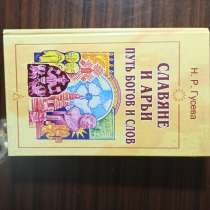 Н. Р. Гусева
СЛАВЯНЕ
И АРЬИ
ПУТЬ БОГОВ И СЛОВ